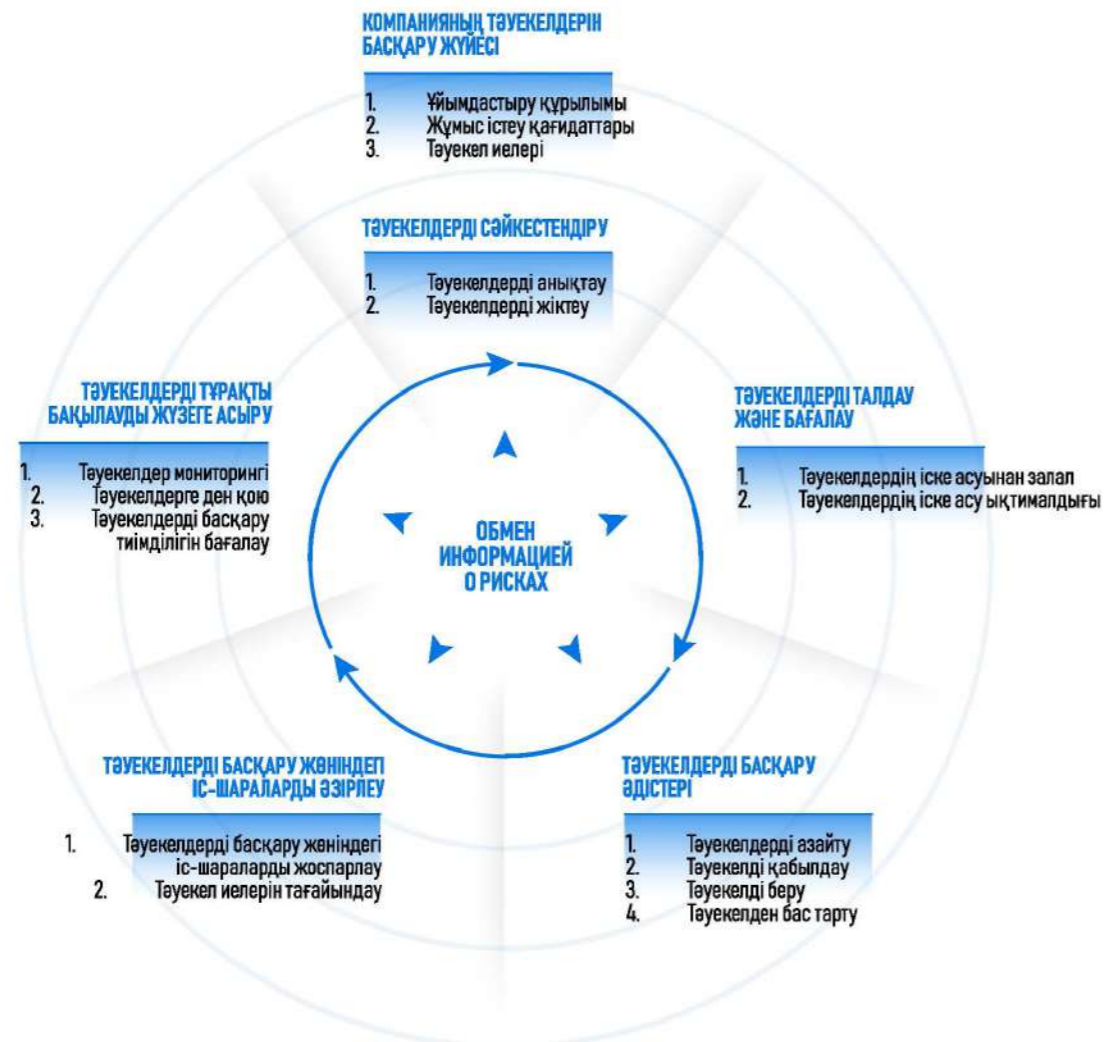 КОМПАНИЯНЫҢ ТӘУЕКЕЛДЕРІН
БАСҚАРУ ЖҮЙЕСІ
1. Ұйымдастыру құрылымы
2. Жұмыс істеу қағидаттары
3. Тәуекел иелері
ТӘУЕКЕЛДЕРДІ СӘЙКЕСТЕНДІРУ
1. Тәуекелдерді анықтау
2. Тәуекелдерді жіктеу
ТӘУЕКЕЛДЕРДІ ТҰРАҚТЫ
БАҚЫЛАУДЫ ЖҮЗЕГЕ АСЫРУ
1. Тәуекелдер мониторингі
2. Тәуекелдерге ден қою
3. Тәуекелдерді басқару
тиімділігін бағалау
ТӘУЕКЕЛДЕРДІ ТАЛДАУ
ЖӘНЕ БАҒАЛАУ
1. Тәуекелдердің іске асуынан залал
2. Тәуекелдердің іске асу ықтималдығы
ОБМЕН
ИНФОРМАЦИЕЙ
О РИСКАХ
ТӘУЕКЕЛДЕРДІ БАСҚАРУ ЖӨНІНДЕГІ
ІС-ШАРАЛАРДЫ ӘЗІРЛЕУ
1. Тәуекелдерді басқару жөніндегі
іс-шараларды жоспарлау
2. Тәуекел иелерін тағайындау
ТӘУЕКЕЛДЕРДІ БАСҚАРУ
ӘДІСТЕРІ
1. Тәуекелдерді азайту
2. Тәуекелді қабылдау
3. Тәуекелді беру
4. Тәуекелден бас тарту